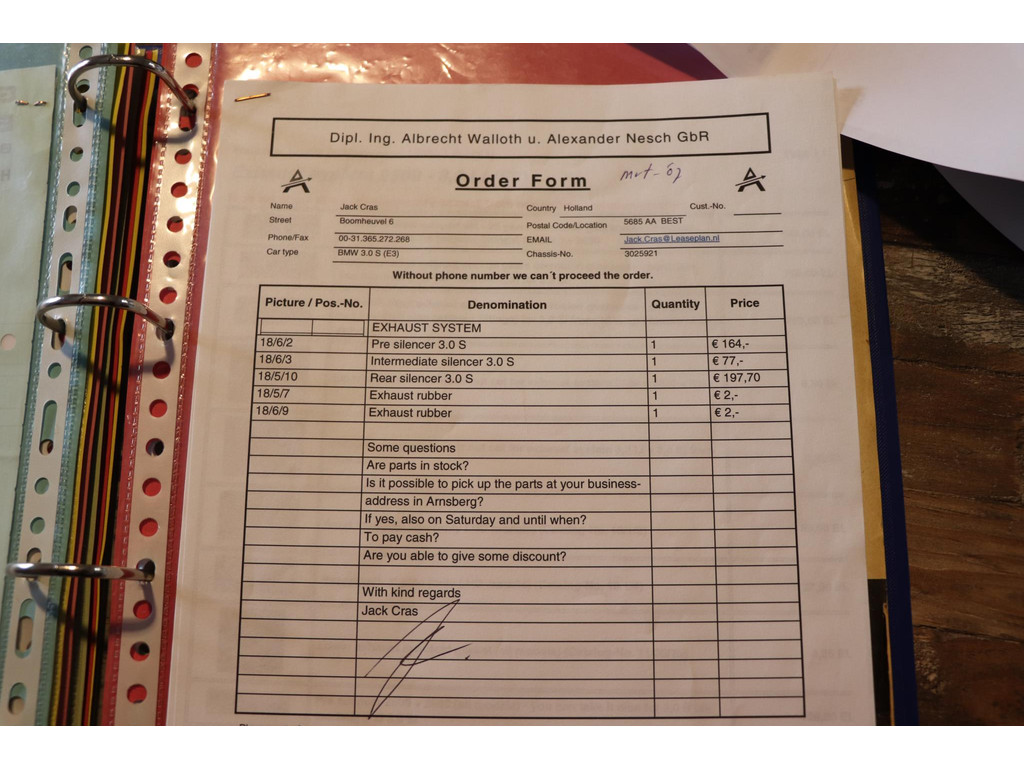 Dipl. Ing. Albrecht Walloth u. Alexander Nesch GbR
Order Form
Name Jack Cras Country Holland Cust.-No.
Street Boomheuvel 6 Postal Code/Location 5685 AA BEST
Phone/Fax 00-31.365.272.268 EMAIL Jack.Cras@Leaseplan.nl
Car type BMW 3.0 S (E3) Chassis-No. 3025921
Without phone number we can´t proceed the order.
Picture / Pos.-No. Denomination Quantity Price
EXHAUST SYSTEM
18/6/2 Pre silencer 3.0 S 1 € 164,-
18/6/3 Intermediate silencer 3.0 S 1 € 77,-
18/5/10 Rear silencer 3.0 S 1 € 197,70
18/5/7 Exhaust rubber 1 € 2,-
18/6/9 Exhaust rubber 1 € 2,-
Some questions
Are parts in stock?
Is it possible to pick up the parts at your business-
address in Arnsberg?
If yes, also on Saturday and until when?
To pay cash?
Are you able to give some discount?
With kind regards
Jack Cras